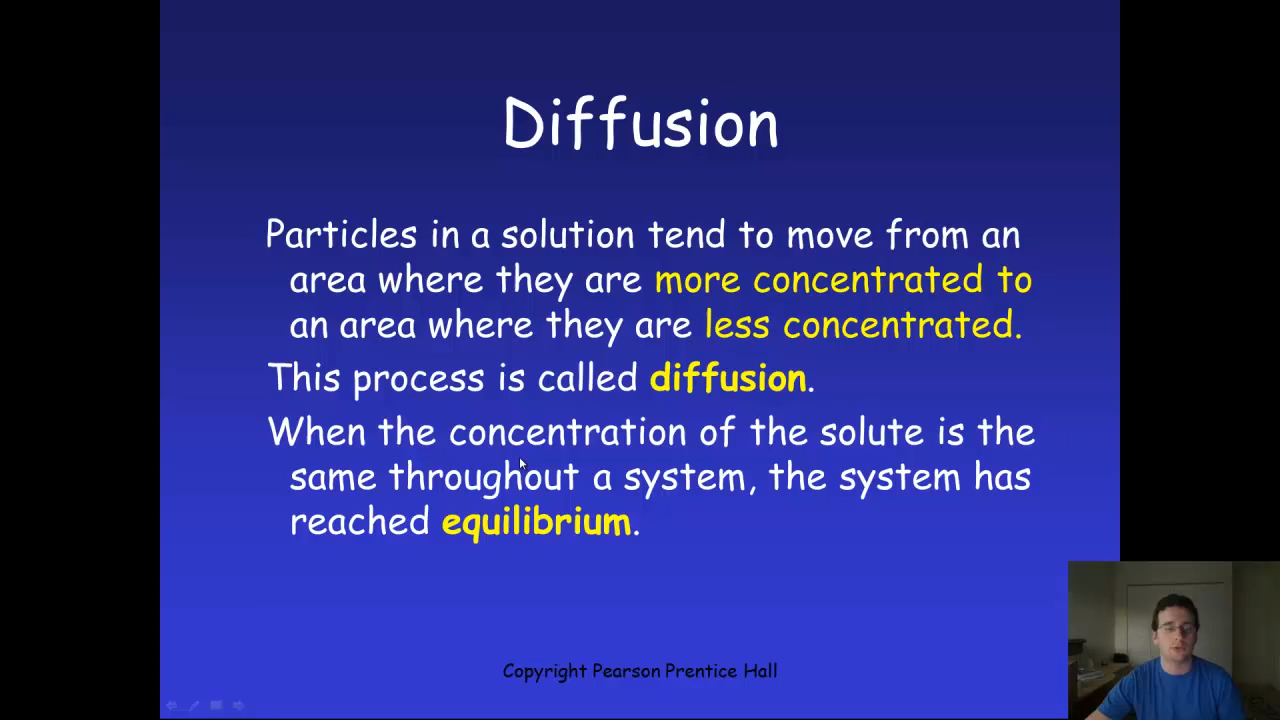 Diffusion
Particles in a solution tend to move from an
area where they are more concentrated to
an area where they are less concentrated.
This process is called diffusion.
When the concentration of the solute is the
same throughout a system, the system has
reached equilibrium.
Copyright Pearson Prentice Hall